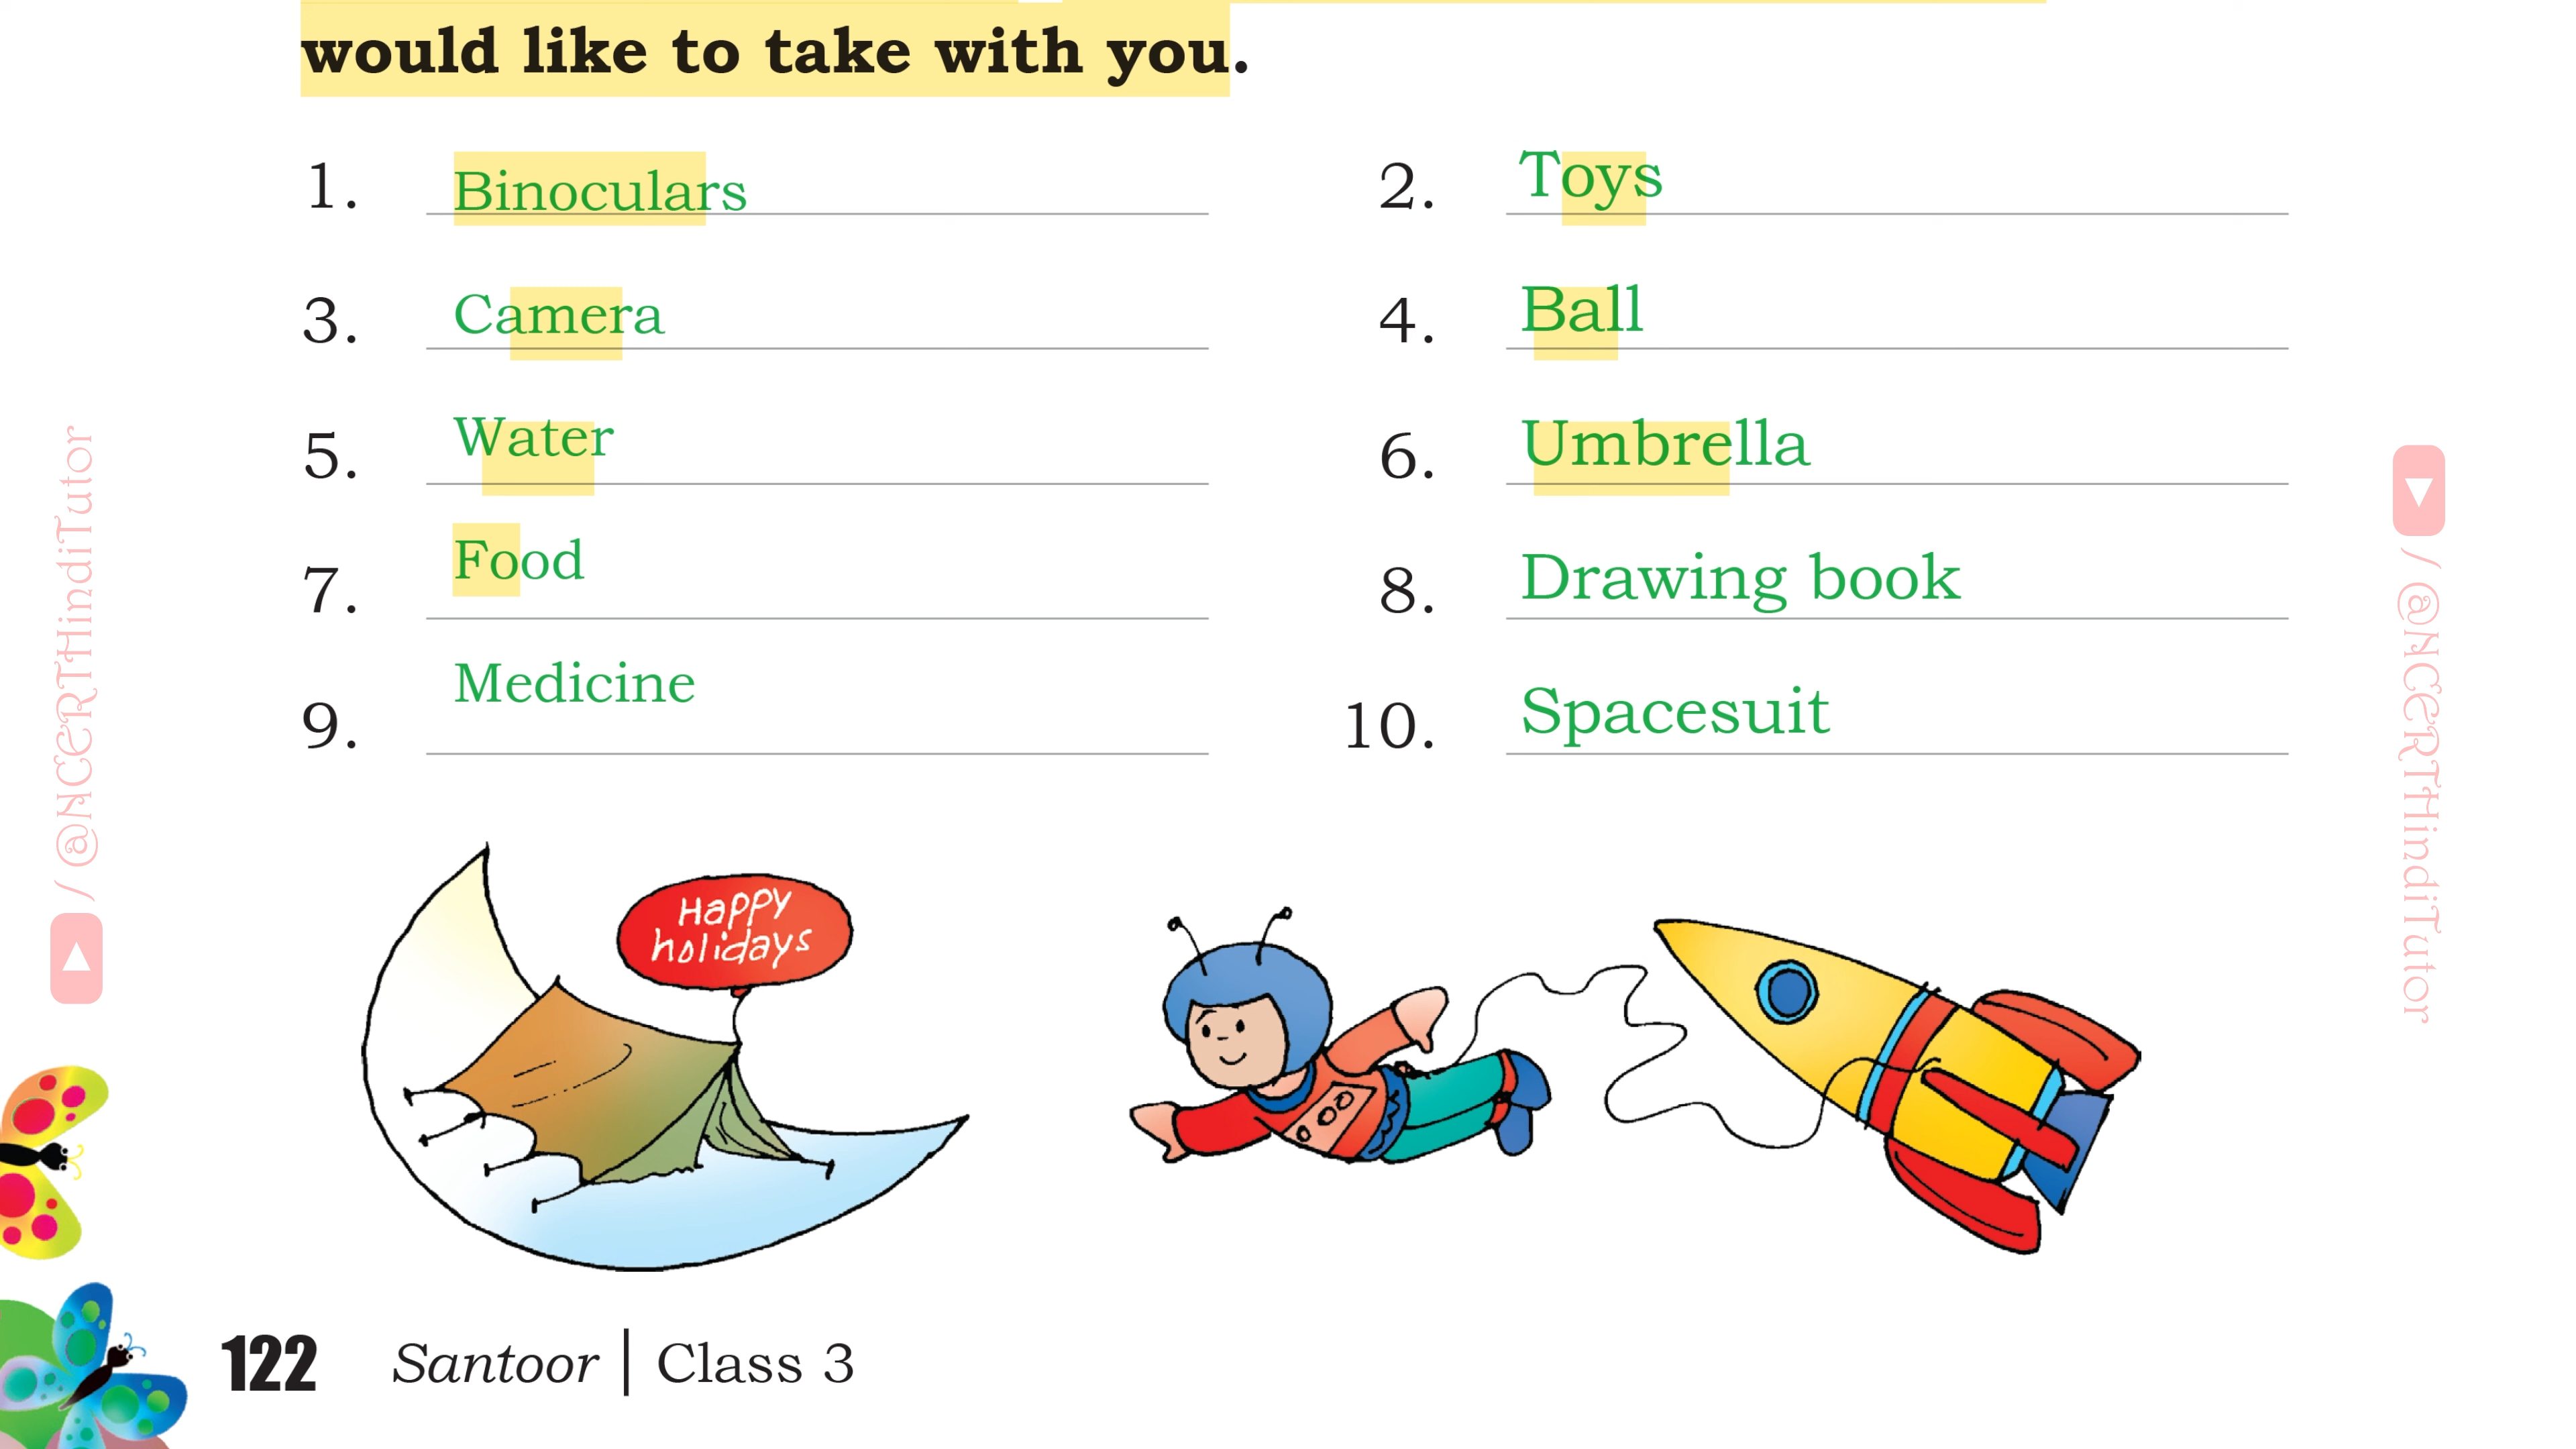 would like to take with you.
1. Binoculars
2. Toys
3. Camera
4. Ball
5. Water
6. Umbrella
7. Food
8. Drawing book
9. Medicine
10. Spacesuit
Happy
holidays
122 Santoor | Class 3
/ @NCERTHindiTutor
/ @NCERTHindiTutor